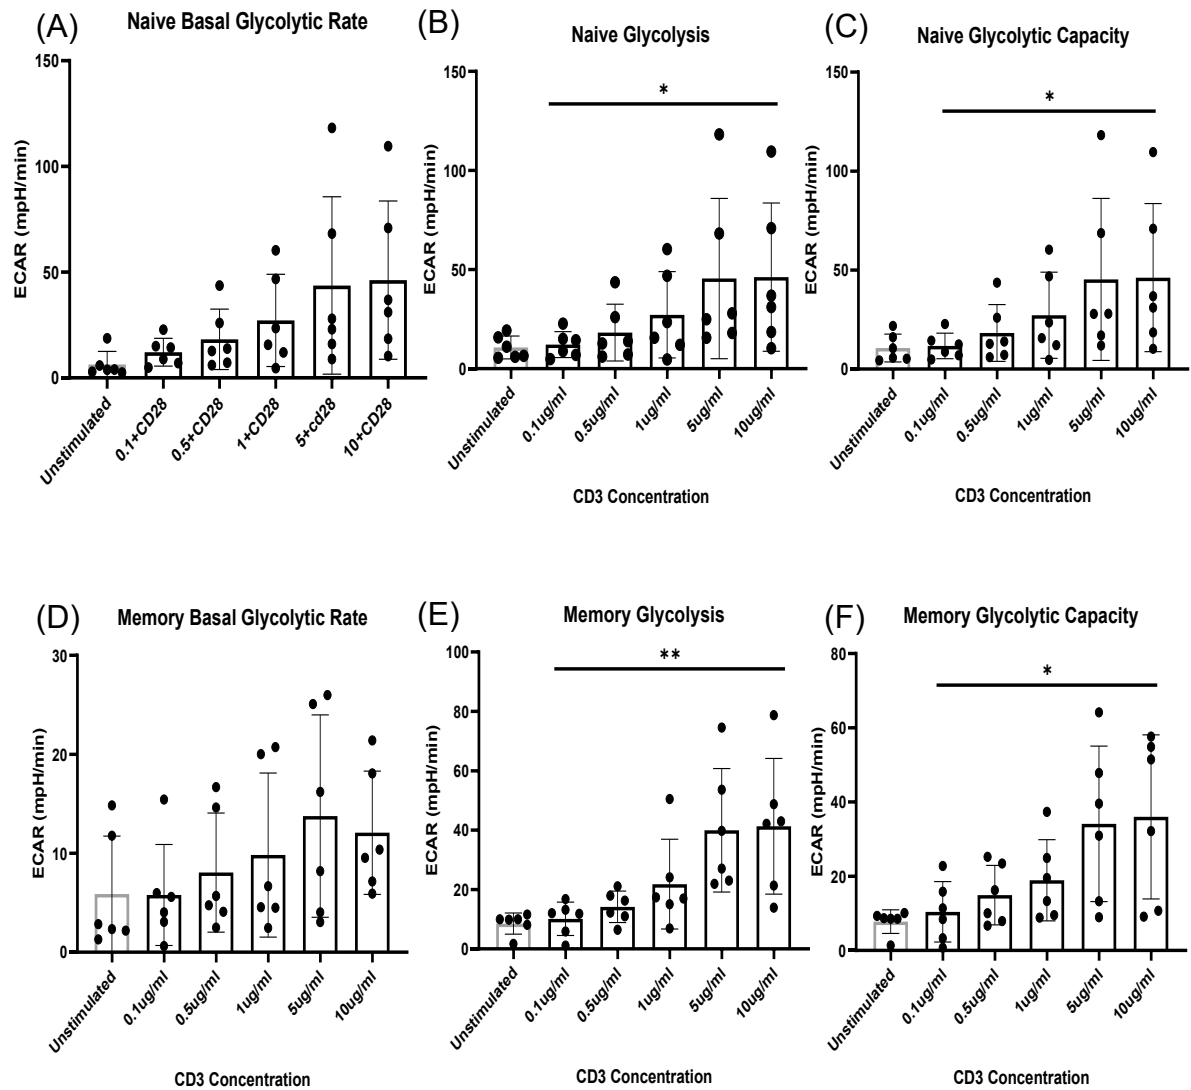 (A) Naive Basal Glycolytic Rate
150
100
50
0
ECAR (mpH/min)
Unstimulated
0.1+CD28
0.5+CD28
1+CD28
5+cd28
10+CD28
(B) Naive Glycolysis
*
150
100
50
0
ECAR (mpH/min)
Unstimulated
0.1ug/ml
0.5ug/ml
1ug/ml
5ug/ml
10ug/ml
CD3 Concentration
(C) Naive Glycolytic Capacity
*
150
100
50
0
ECAR (mpH/min)
Unstimulated
0.1ug/ml
0.5ug/ml
1ug/ml
5ug/ml
10ug/ml
CD3 Concentration
(D) Memory Basal Glycolytic Rate
30
20
10
0
ECAR (mpH/min)
Unstimulated
0.1ug/ml
0.5ug/ml
1ug/ml
5ug/ml
10ug/ml
CD3 Concentration
(E) Memory Glycolysis
**
100
80
60
40
20
0
ECAR (mpH/min)
Unstimulated
0.1ug/ml
0.5ug/ml
1ug/ml
5ug/ml
10ug/ml
CD3 Concentration
(F) Memory Glycolytic Capacity
*
80
60
40
20
0
ECAR (mpH/min)
Unstimulated
0.1ug/ml
0.5ug/ml
1ug/ml
5ug/ml
10ug/ml
CD3 Concentration